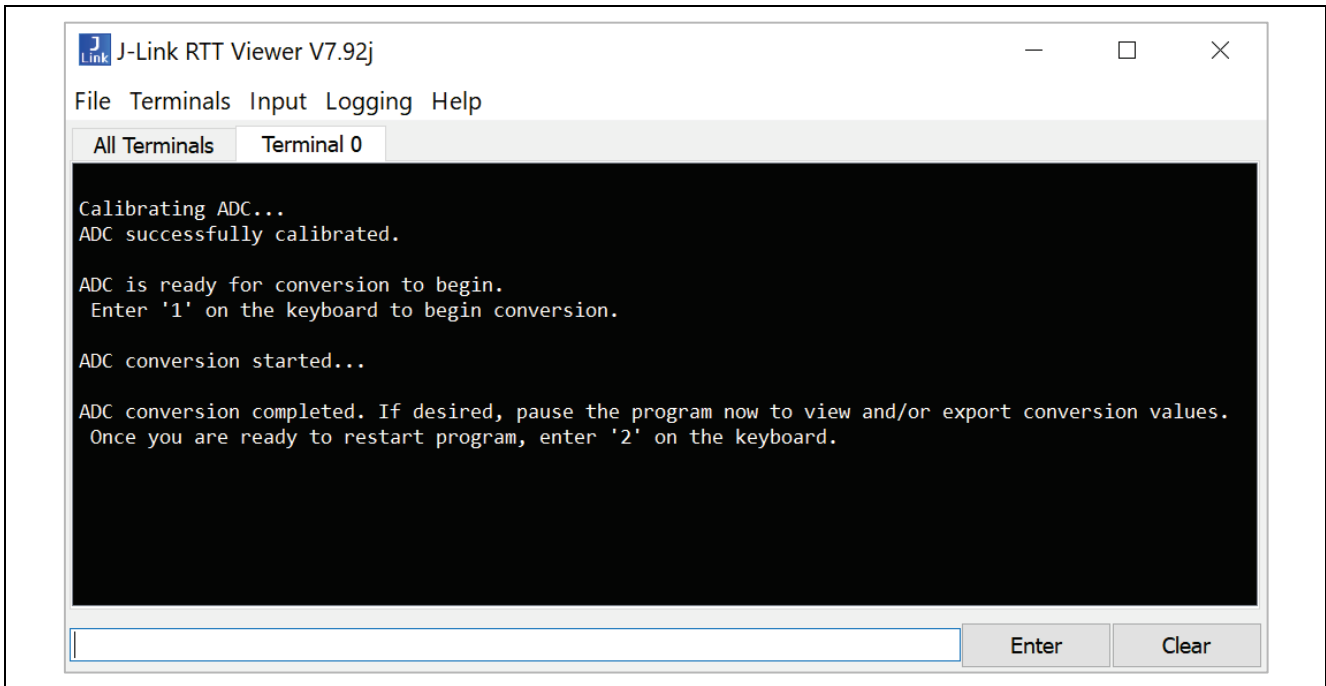 J Link J-Link RTT Viewer V7.92j
File Terminals Input Logging Help
All Terminals Terminal 0
Calibrating ADC...
ADC successfully calibrated.
ADC is ready for conversion to begin.
Enter '1' on the keyboard to begin conversion.
ADC conversion started...
ADC conversion completed. If desired, pause the program now to view and/or export conversion values.
Once you are ready to restart program, enter '2' on the keyboard.
Enter Clear